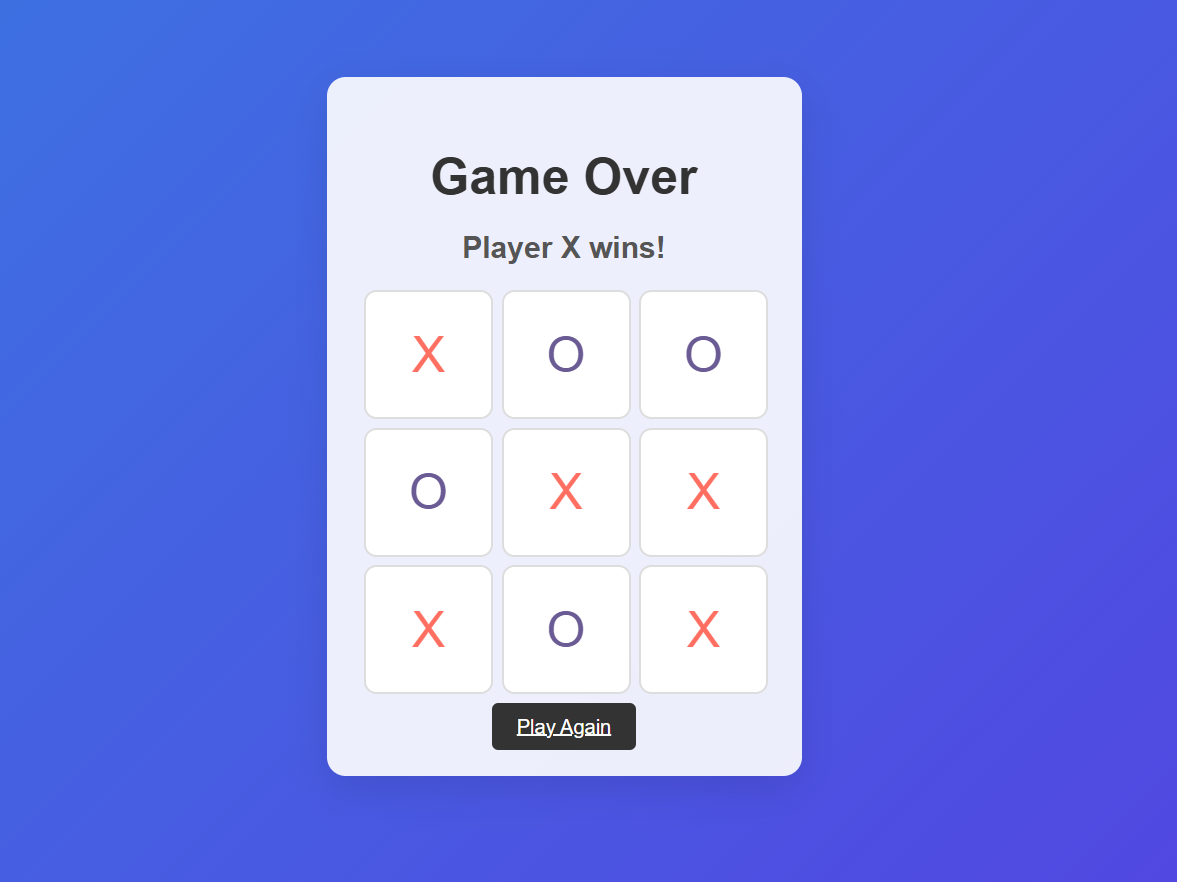 Game Over
Player X wins!
X O O
O X X
X O X
Play Again